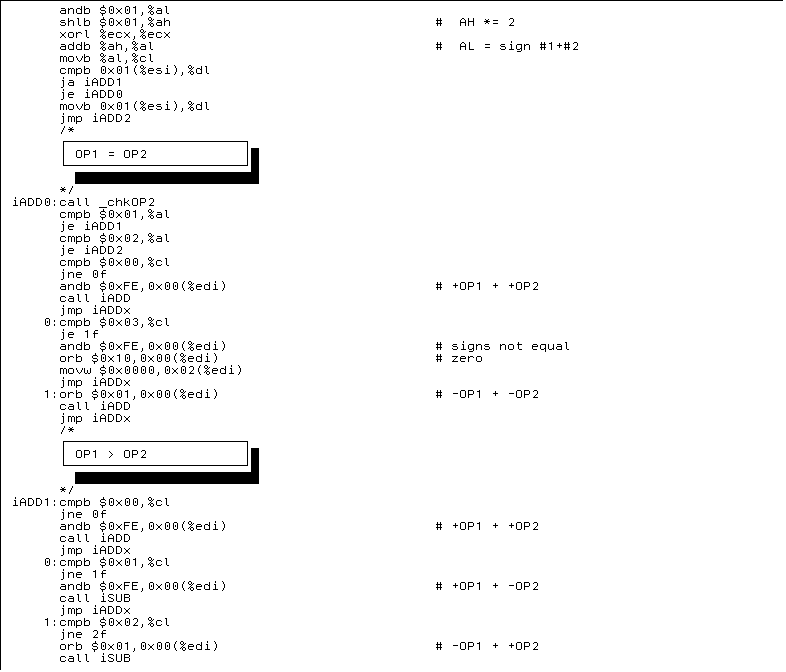 andb $0x01,%al
shlb $0x01,%ah # AH *= 2
xorl %ecx,%ecx
addb %ah,%al # AL = sign #1+#2
movb %al,%cl
cmpb 0x01(%esi),%dl
ja iADD1
je iADD0
movb 0x01(%esi),%dl
jmp iADD2
/*
OP1 = OP2
*/
iADD0:call _chkOP2
cmpb $0x01,%al
je iADD1
cmpb $0x02,%al
je iADD2
cmpb $0x00,%cl
jne 0f
andb $0xFE,0x00(%edi) # +OP1 + +OP2
call iADD
jmp iADDx
0:cmpb $0x03,%cl
je 1f
andb $0xFE,0x00(%edi) # signs not equal
orb $0x10,0x00(%edi) # zero
movw $0x0000,0x02(%edi)
jmp iADDx
1:orb $0x01,0x00(%edi) # -OP1 + -OP2
call iADD
jmp iADDx
/*
OP1 > OP2
*/
iADD1:cmpb $0x00,%cl
jne 0f
andb $0xFE,0x00(%edi) # +OP1 + +OP2
call iADD
jmp iADDx
0:cmpb $0x01,%cl
jne 1f
andb $0xFE,0x00(%edi) # +OP1 + -OP2
call iSUB
jmp iADDx
1:cmpb $0x02,%cl
jne 2f
orb $0x01,0x00(%edi) # -OP1 + +OP2
call iSUB